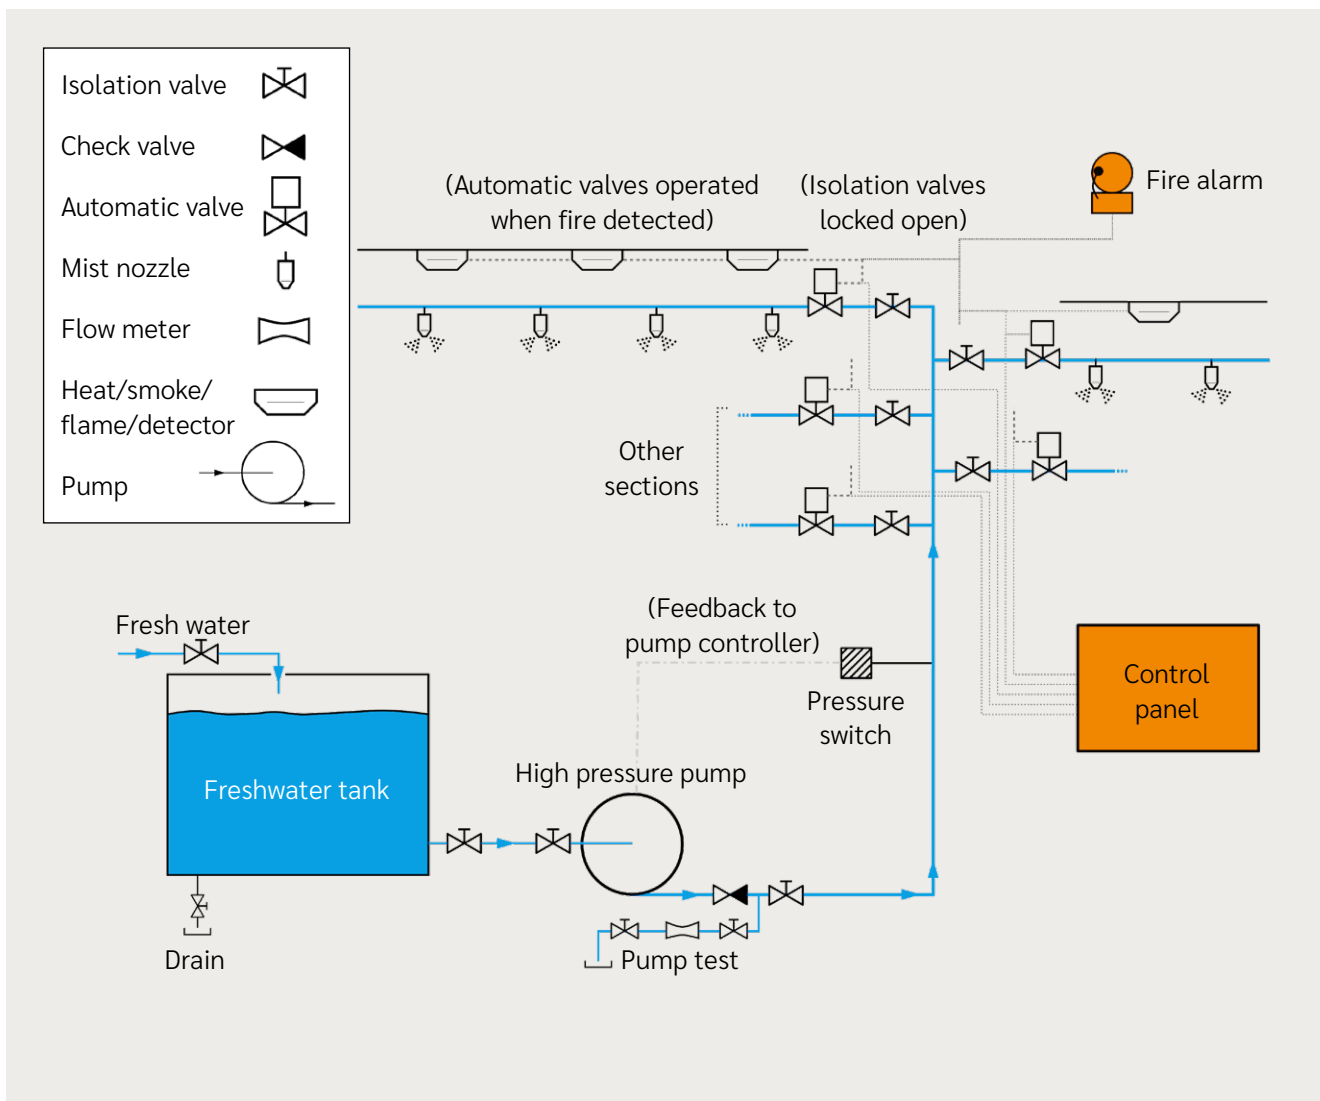 Isolation valve
Check valve
Automatic valve
Mist nozzle
Flow meter
Heat/smoke/
flame/detector
Pump
(Automatic valves operated
when fire detected)
(Isolation valves
locked open)
Fire alarm
Other
sections
Fresh water
(Feedback to
pump controller)
Pressure
switch
Control
panel
High pressure pump
Freshwater tank
Drain
Pump test